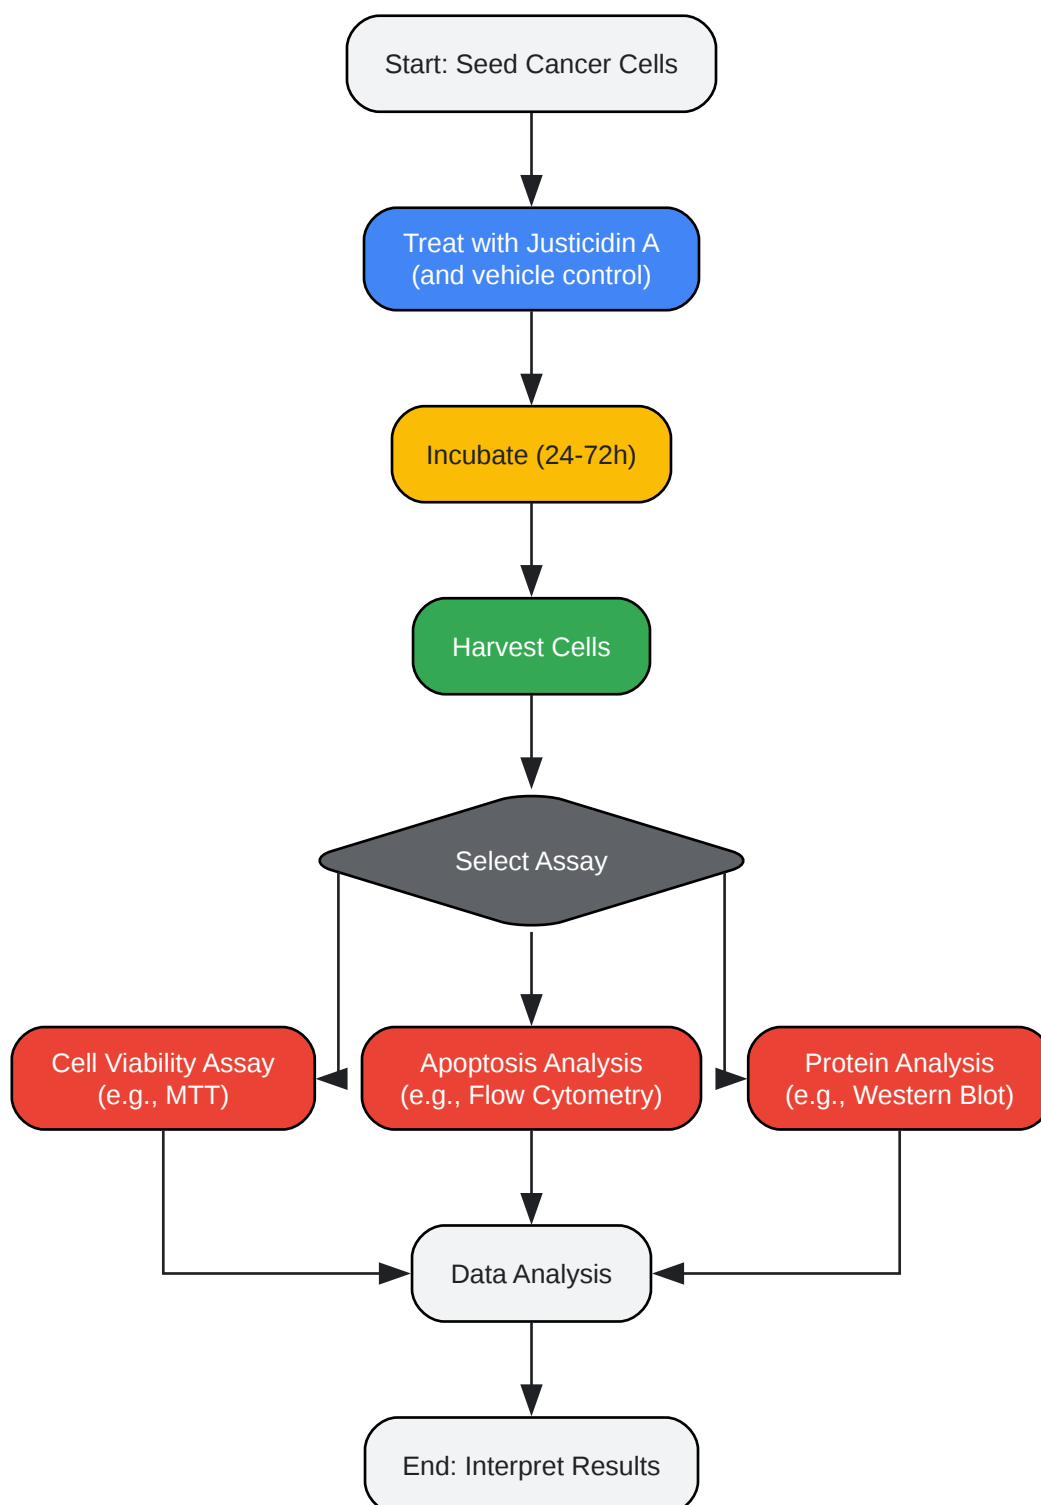 Start: Seed Cancer Cells
Treat with Justicidin A
(and vehicle control)
Incubate (24-72h)
Harvest Cells
Select Assay
Cell Viability Assay
(e.g., MTT)
Apoptosis Analysis
(e.g., Flow Cytometry)
Protein Analysis
(e.g., Western Blot)
Data Analysis
End: Interpret Results